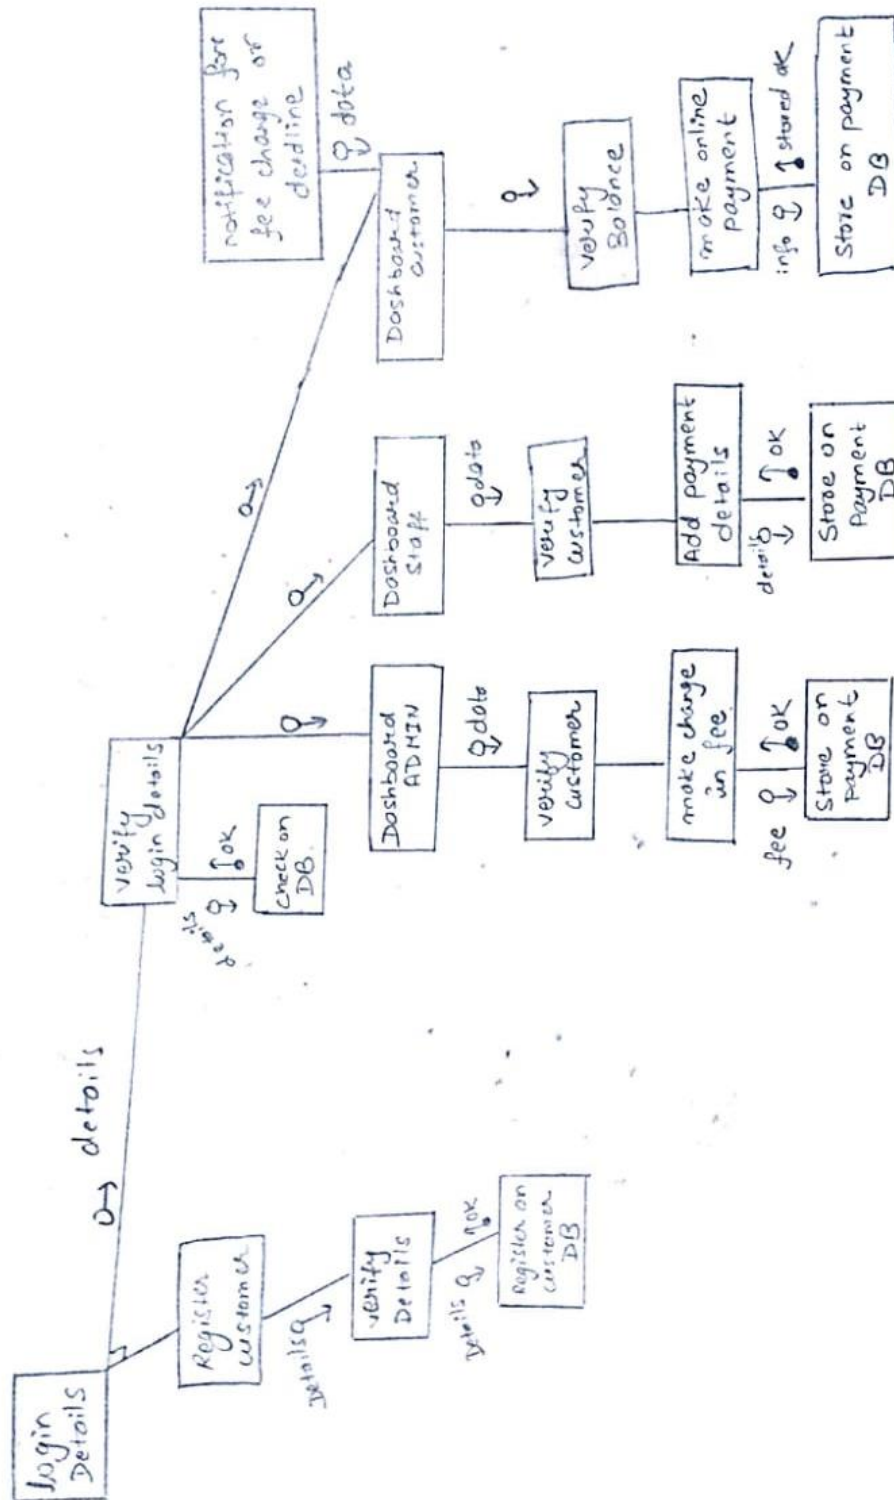 Login
Details
details
Register
customer
Details
verify
Details
Details
OK
Register on
customer
DB
verify
login details
details
OK
check on
DB
Dashboard
ADMIN
data
verify
customer
make change
in fee
fee
OK
Store on
payment
DB
Dashboard
Staff
data
verify
customer
Add payment
details
details
OK
Store on
Payment
DB
notification for
fee change or
deadline
data
Dashboard
customer
verify
Balance
make online
payment
info
stored OK
Store on payment
DB